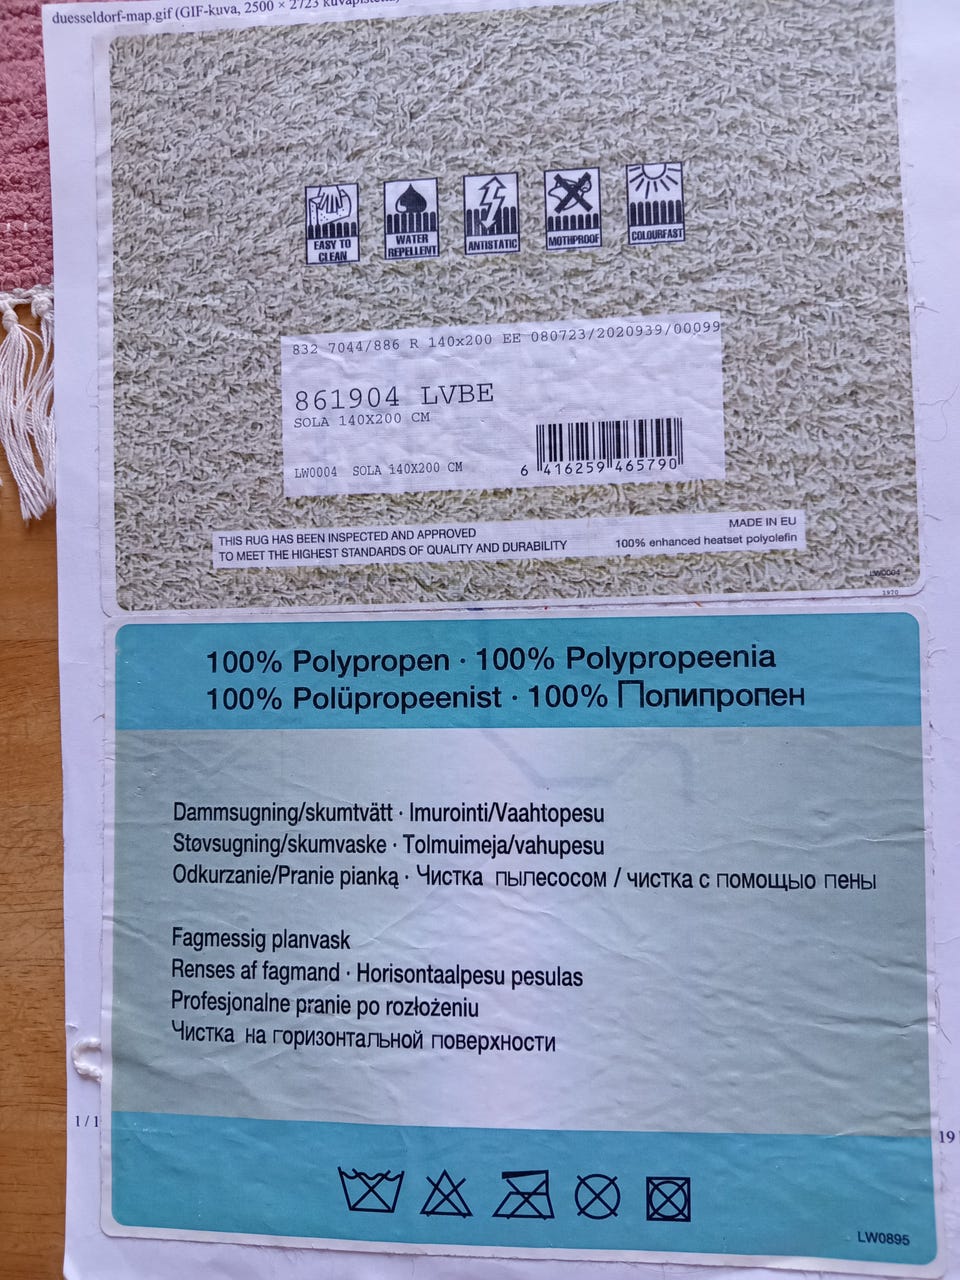 duesseldorf-map.gif (GIF-kuva, 2500 × 2723 kuvapistettä)
EASY TO CLEAN
WATER REPELLENT
ANTISTATIC
MOTHPROOF
COLOURFAST
832 7044/886 R 140x200 EE 080723/2020939/00099
861904 LVBE
SOLA 140X200 CM
LW0004 SOLA 140X200 CM
6 416259 465790
THIS RUG HAS BEEN INSPECTED AND APPROVED
TO MEET THE HIGHEST STANDARDS OF QUALITY AND DURABILITY
MADE IN EU
100% enhanced heatset polyolefin
LW0004
1970
100% Polypropen · 100% Polypropeenia
100% Polüpropeenist · 100% Полипропен
Dammsugning/skumtvätt · Imurointi/Vaahtopesu
Støvsugning/skumvaske · Tolmuimeja/vahupesu
Odkurzanie/Pranie pianką · Чистка пылесосом / чистка с помощью пены
Fagmessig planvask
Renses af fagmand · Horisontaalpesu pesulas
Profesjonalne pranie po rozłożeniu
Чистка на горизонтальной поверхности
1 / 1
19
LW0895